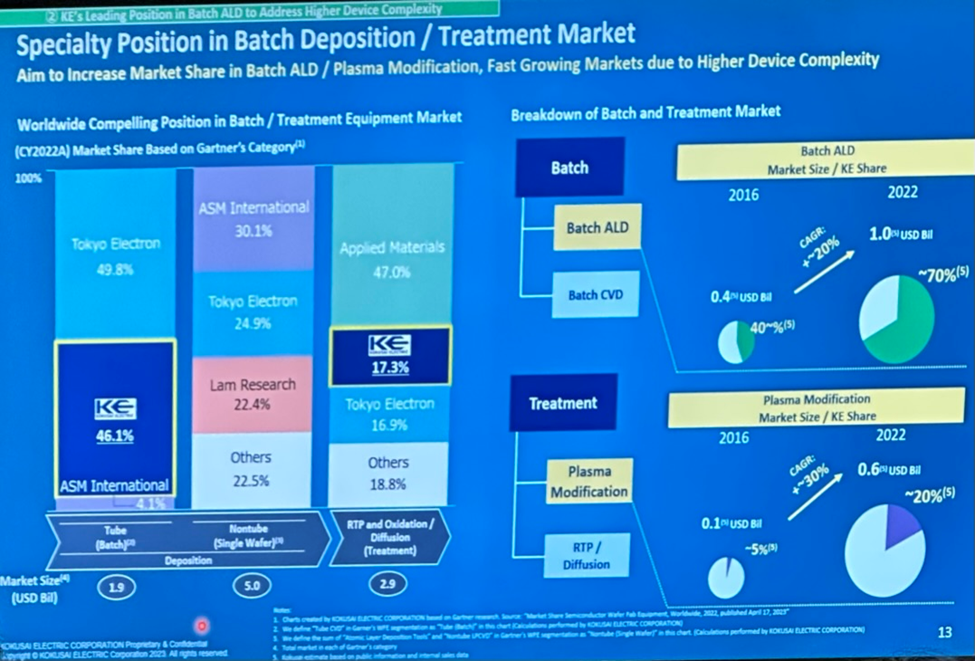 ② KE's Leading Position in Batch ALD to Address Higher Device Complexity
Specialty Position in Batch Deposition / Treatment Market
Aim to Increase Market Share in Batch ALD / Plasma Modification, Fast Growing Markets due to Higher Device Complexity
Worldwide Compelling Position in Batch / Treatment Equipment Market
(CY2022A) Market Share Based on Gartner's Category(1)
100%
Tokyo Electron
49.8%
KE
KOKUSAI ELECTRIC
46.1%
ASM International
4.1%
ASM International
30.1%
Tokyo Electron
24.9%
Lam Research
22.4%
Others
22.5%
Applied Materials
47.0%
KE
KOKUSAI ELECTRIC
17.3%
Tokyo Electron
16.9%
Others
18.8%
Tube
(Batch)(2)
Nontube
(Single Wafer)(3)
Deposition
RTP and Oxidation /
Diffusion
(Treatment)
Market Size(4)
(USD Bil)
1.9
5.0
2.9
Breakdown of Batch and Treatment Market
Batch
Batch ALD
Batch CVD
Batch ALD
Market Size / KE Share
2016
2022
CAGR:
+~20%
0.4(5) USD Bil
1.0(5) USD Bil
40~%(5)
~70%(5)
Treatment
Plasma
Modification
RTP /
Diffusion
Plasma Modification
Market Size / KE Share
2016
2022
CAGR:
+~30%
0.1(5) USD Bil
0.6(5) USD Bil
~5%(5)
~20%(5)
Notes:
1. Charts created by KOKUSAI ELECTRIC CORPORATION based on Gartner research. Source: "Market Share Semiconductor Wafer Fab Equipment, Worldwide, 2022, published April 17, 2023"
2. We define "Tube CVD" in Garner's WFE segmentation as "Tube (Batch)" in this chart (Calculations performed by KOKUSAI ELECTRIC CORPORATION)
3. We define the sum of "Atomic Layer Deposition Tools" and "Nontube LPCVD" in Gartner's WFE segmentation as "Nontube (Single Wafer)" in this chart. (Calculations performed by KOKUSAI ELECTRIC CORPORATION)
4. Total market in each of Gartner's category
5. Kokusai estimate based on public information and internal sales data
KOKUSAI ELECTRIC CORPORATION Proprietary & Confidential
Copyright © KOKUSAI ELECTRIC Corporation 2023. All rights reserved.
13